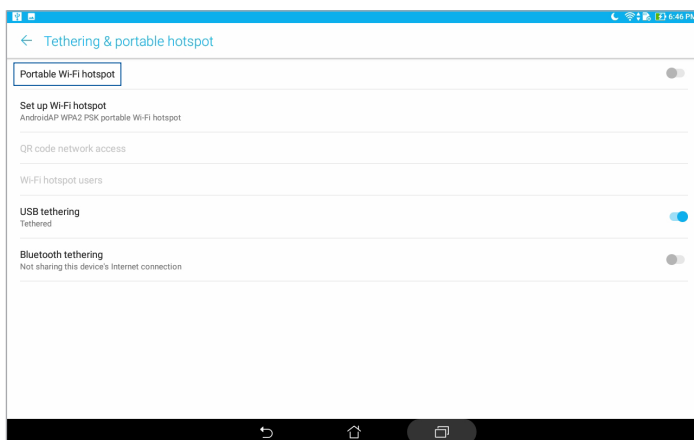 6:46 PM
Tethering & portable hotspot
Portable Wi-Fi hotspot
Set up Wi-Fi hotspot
AndroidAP WPA2 PSK portable Wi-Fi hotspot
QR code network access
Wi-Fi hotspot users
USB tethering
Tethered
Bluetooth tethering
Not sharing this device's Internet connection